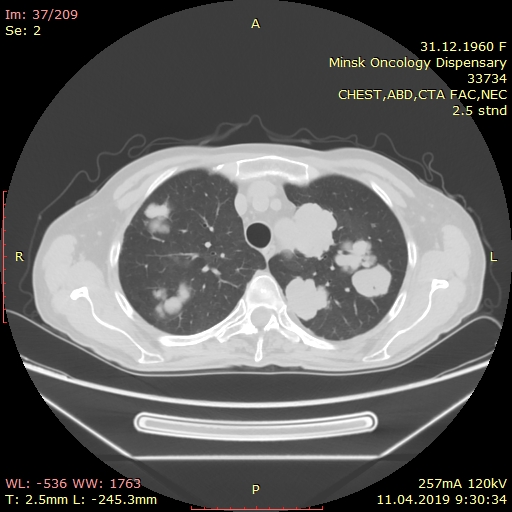 Im: 37/209
Se: 2
A
31.12.1960 F
Minsk Oncology Dispensary
33734
CHEST,ABD,CTA FAC,NEC
2.5 stnd
R
L
WL: -536 WW: 1763
T: 2.5mm L: -245.3mm
P
257mA 120kV
11.04.2019 9:30:34